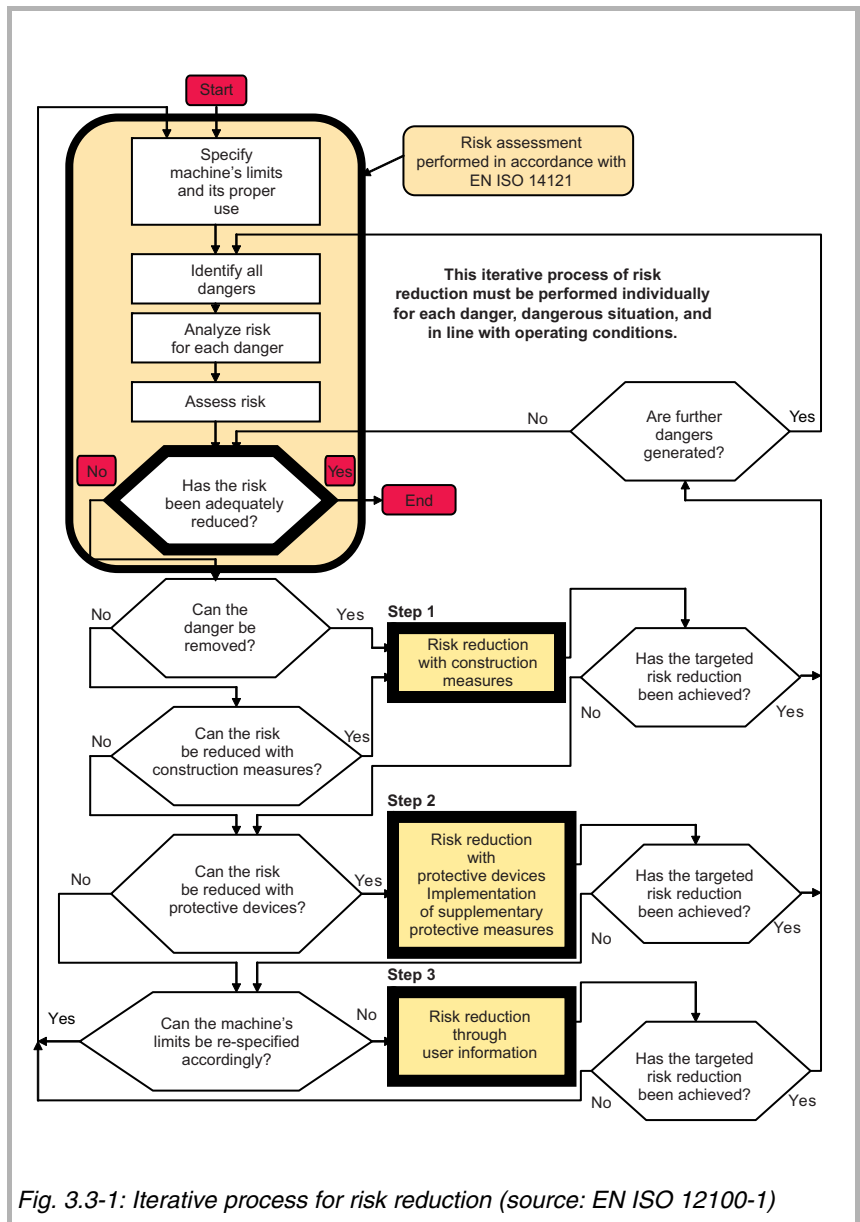 Start
Risk assessment
performed in accordance with
EN ISO 14121
Specify
machine's limits
and its proper
use
Identify all
dangers
This iterative process of risk
reduction must be performed individually
for each danger, dangerous situation, and
in line with operating conditions.
Analyze risk
for each danger
Assess risk
No
Are further
dangers
generated?
Yes
No
Has the risk
been adequately
reduced?
Yes
End
No
Can the
danger be
removed?
Yes
Step 1
Risk reduction
with construction
measures
Has the targeted
risk reduction
been achieved?
No
Yes
No
Can the risk
be reduced with
construction measures?
Yes
Step 2
Risk reduction
with
protective devices
Implementation
of supplementary
protective measures
No
Can the risk
be reduced with
protective devices?
Yes
Has the targeted
risk reduction
been achieved?
No
Yes
Step 3
Yes
Can the machine's
limits be re-specified
accordingly?
No
Risk reduction
through
user information
Has the targeted
risk reduction
been achieved?
No
Yes
Fig. 3.3-1: Iterative process for risk reduction (source: EN ISO 12100-1)